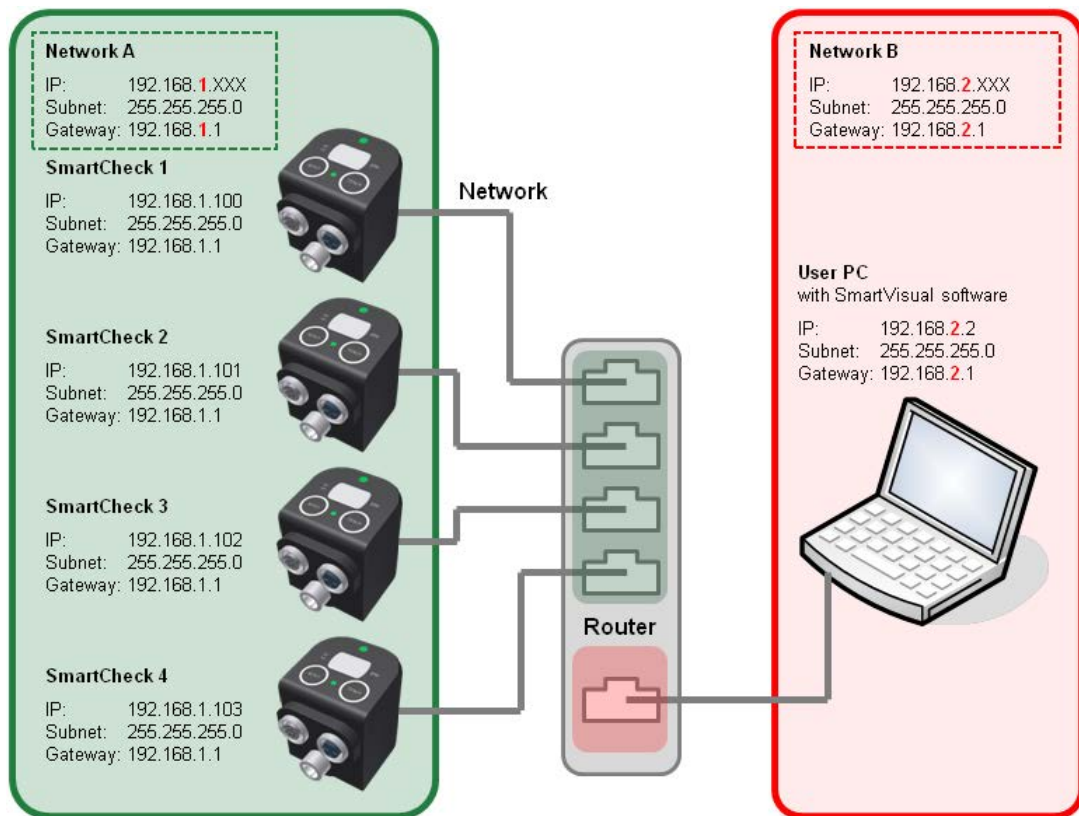 Network A
IP: 192.168.1.XXX
Subnet: 255.255.255.0
Gateway: 192.168.1.1
SmartCheck 1
IP: 192.168.1.100
Subnet: 255.255.255.0
Gateway: 192.168.1.1
SmartCheck 2
IP: 192.168.1.101
Subnet: 255.255.255.0
Gateway: 192.168.1.1
SmartCheck 3
IP: 192.168.1.102
Subnet: 255.255.255.0
Gateway: 192.168.1.1
SmartCheck 4
IP: 192.168.1.103
Subnet: 255.255.255.0
Gateway: 192.168.1.1
Network
Router
Network B
IP: 192.168.2.XXX
Subnet: 255.255.255.0
Gateway: 192.168.2.1
User PC
with SmartVisual software
IP: 192.168.2.2
Subnet: 255.255.255.0
Gateway: 192.168.2.1